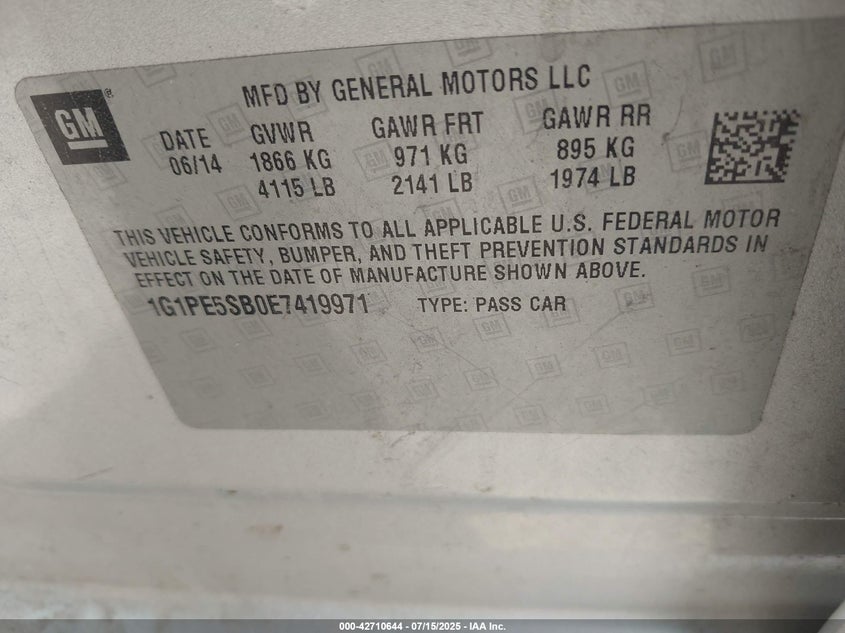 MFD BY GENERAL MOTORS LLC
GM®
DATE GVWR GAWR FRT GAWR RR
06/14 1866 KG 971 KG 895 KG
4115 LB 2141 LB 1974 LB
THIS VEHICLE CONFORMS TO ALL APPLICABLE U.S. FEDERAL MOTOR
VEHICLE SAFETY, BUMPER, AND THEFT PREVENTION STANDARDS IN
EFFECT ON THE DATE OF MANUFACTURE SHOWN ABOVE.
1G1PE5SB0E7419971 TYPE: PASS CAR
000-42710644 - 07/15/2025 - IAA Inc.